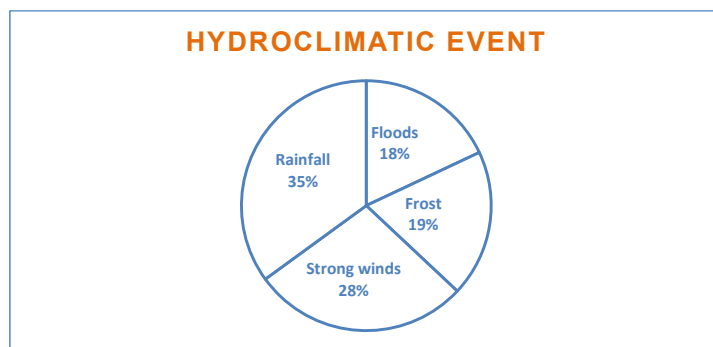 HYDROCLIMATIC EVENT
Floods
18%
Rainfall
35%
Frost
19%
Strong winds
28%